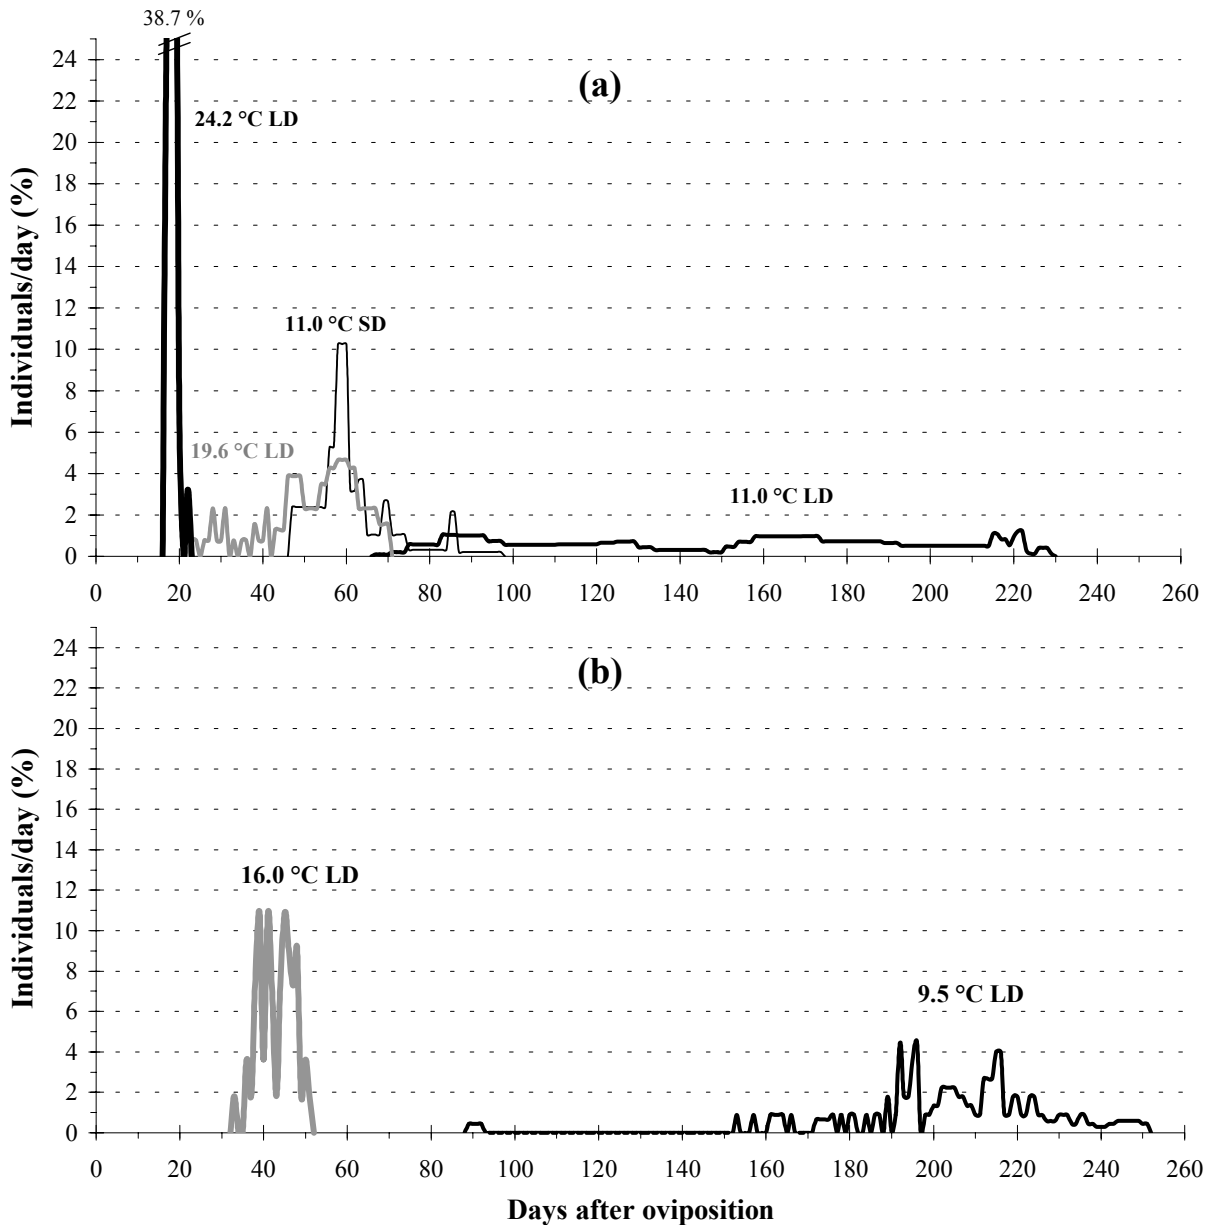 38.7 %
24
(a)
22
24.2 °C LD
20
18
16
14
12
11.0 °C SD
10
8
6
19.6 °C LD
4
11.0 °C LD
2
0
Individuals/day (%)
0 20 40 60 80 100 120 140 160 180 200 220 240 260
24
(b)
22
20
18
16
14
16.0 °C LD
12
10
8
9.5 °C LD
6
4
2
0
Individuals/day (%)
0 20 40 60 80 100 120 140 160 180 200 220 240 260
Days after oviposition